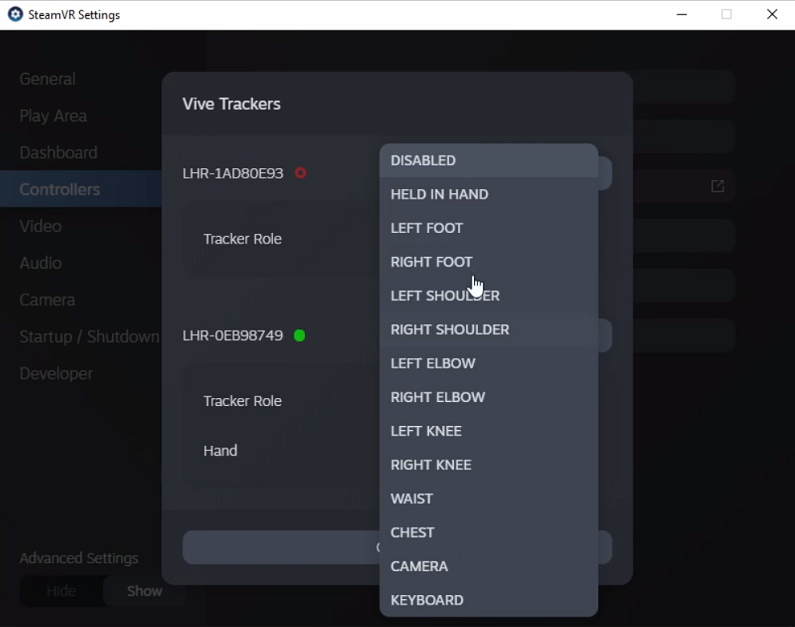 SteamVR Settings
General
Play Area
Dashboard
Controllers
Video
Audio
Camera
Startup / Shutdown
Developer
Advanced Settings
Hide
Show
Vive Trackers
LHR-1AD80E93
Tracker Role
LHR-0EB98749
Tracker Role
Hand
DISABLED
HELD IN HAND
LEFT FOOT
RIGHT FOOT
LEFT SHOULDER
RIGHT SHOULDER
LEFT ELBOW
RIGHT ELBOW
LEFT KNEE
RIGHT KNEE
WAIST
CHEST
CAMERA
KEYBOARD